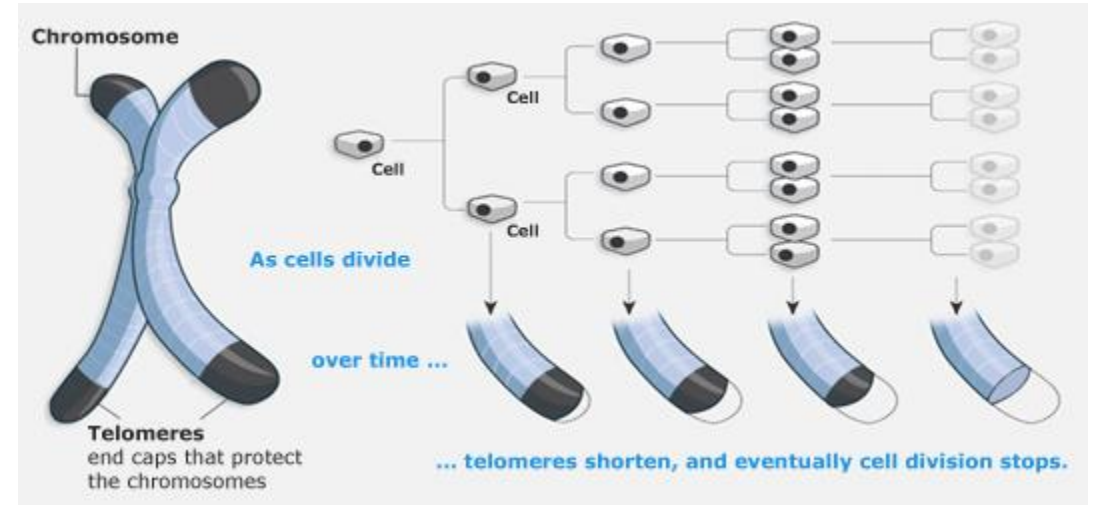 Chromosome
Cell
Cell
Cell
As cells divide
over time ...
Telomeres
end caps that protect
the chromosomes
... telomeres shorten, and eventually cell division stops.